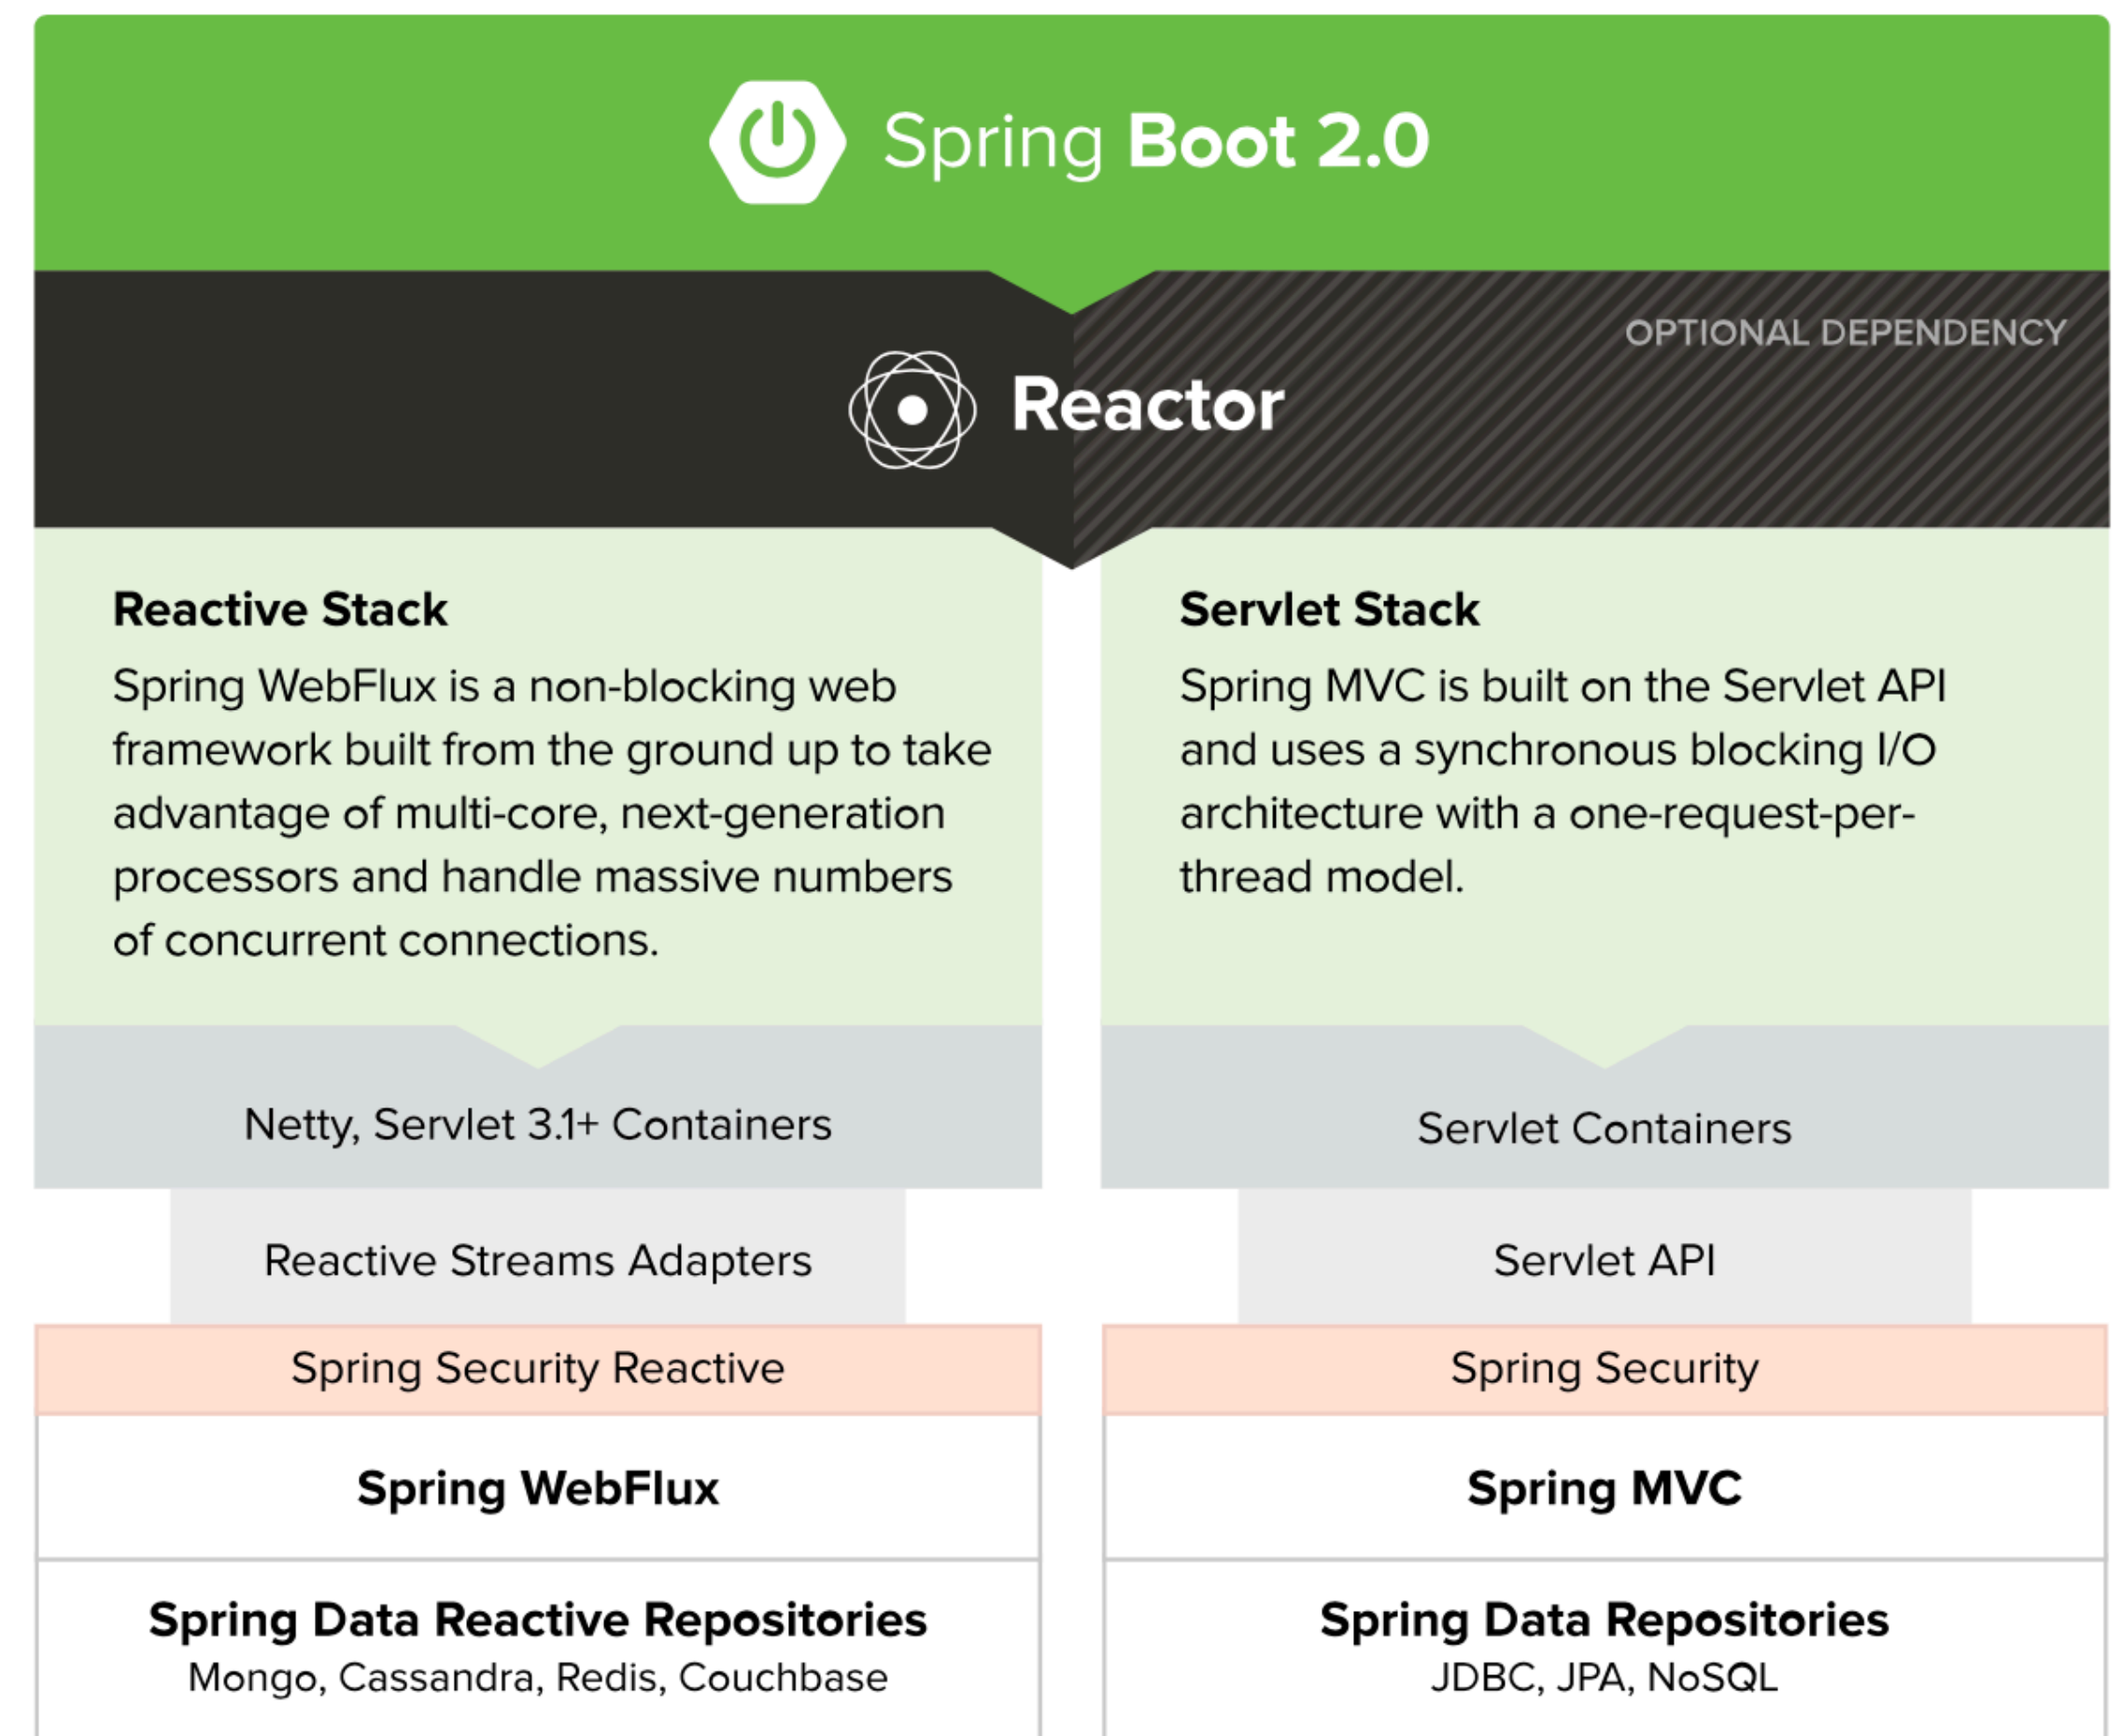 Spring Boot 2.0
OPTIONAL DEPENDENCY
Reactor
Reactive Stack
Spring WebFlux is a non-blocking web
framework built from the ground up to take
advantage of multi-core, next-generation
processors and handle massive numbers
of concurrent connections.
Servlet Stack
Spring MVC is built on the Servlet API
and uses a synchronous blocking I/O
architecture with a one-request-per-
thread model.
Netty, Servlet 3.1+ Containers
Servlet Containers
Reactive Streams Adapters
Servlet API
Spring Security Reactive
Spring Security
Spring WebFlux
Spring MVC
Spring Data Reactive Repositories
Mongo, Cassandra, Redis, Couchbase
Spring Data Repositories
JDBC, JPA, NoSQL